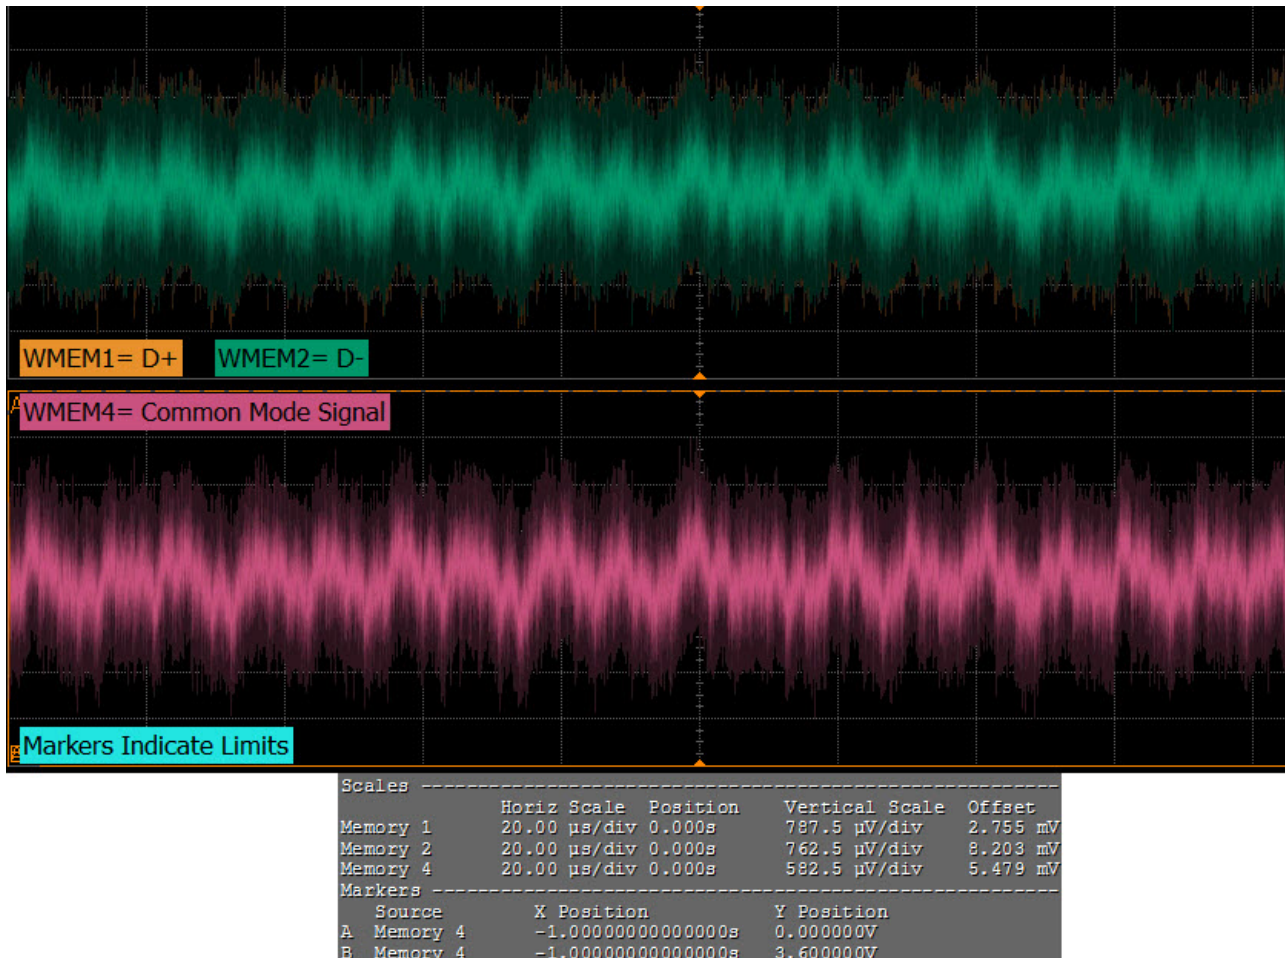 WMEM1= D+ WMEM2= D-
A
WMEM4= Common Mode Signal
Markers Indicate Limits
Scales
Horiz Scale Position Vertical Scale Offset
Memory 1 20.00 µs/div 0.000s 787.5 µV/div 2.755 mV
Memory 2 20.00 µs/div 0.000s 762.5 µV/div 8.203 mV
Memory 4 20.00 µs/div 0.000s 582.5 µV/div 5.479 mV
Markers
Source X Position Y Position
A Memory 4 -1.00000000000000s 0.000000V
B Memory 4 -1.00000000000000s 3.600000V